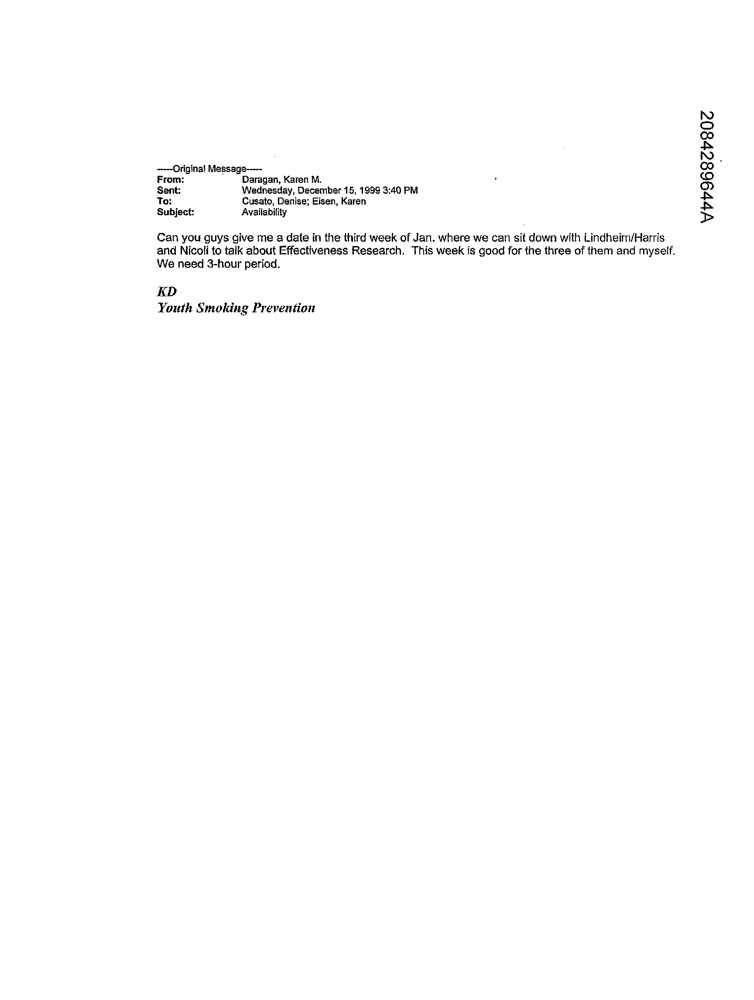 -----Original Message-----
From: Daragan, Karen M.
Sent: Wednesday, December 15, 1999 3:40 PM
To: Cusato, Denise; Eisen, Karen
Subject: Availability
Can you guys give me a date in the third week of Jan. where we can sit down with Lindheim/Harris
and Nicoli to talk about Effectiveness Research.  This week is good for the three of them and myself.
We need 3-hour period.
KD
Youth Smoking Prevention
2084289644A